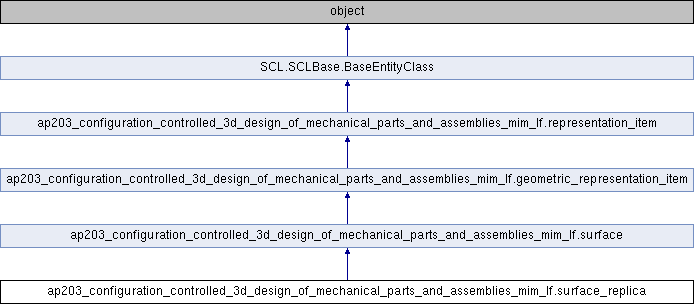 object
SCL.SCLBase.BaseEntityClass
ap203_configuration_controlled_3d_design_of_mechanical_parts_and_assemblies_mim_lf.representation_item
ap203_configuration_controlled_3d_design_of_mechanical_parts_and_assemblies_mim_lf.geometric_representation_item
ap203_configuration_controlled_3d_design_of_mechanical_parts_and_assemblies_mim_lf.surface
ap203_configuration_controlled_3d_design_of_mechanical_parts_and_assemblies_mim_lf.surface_replica